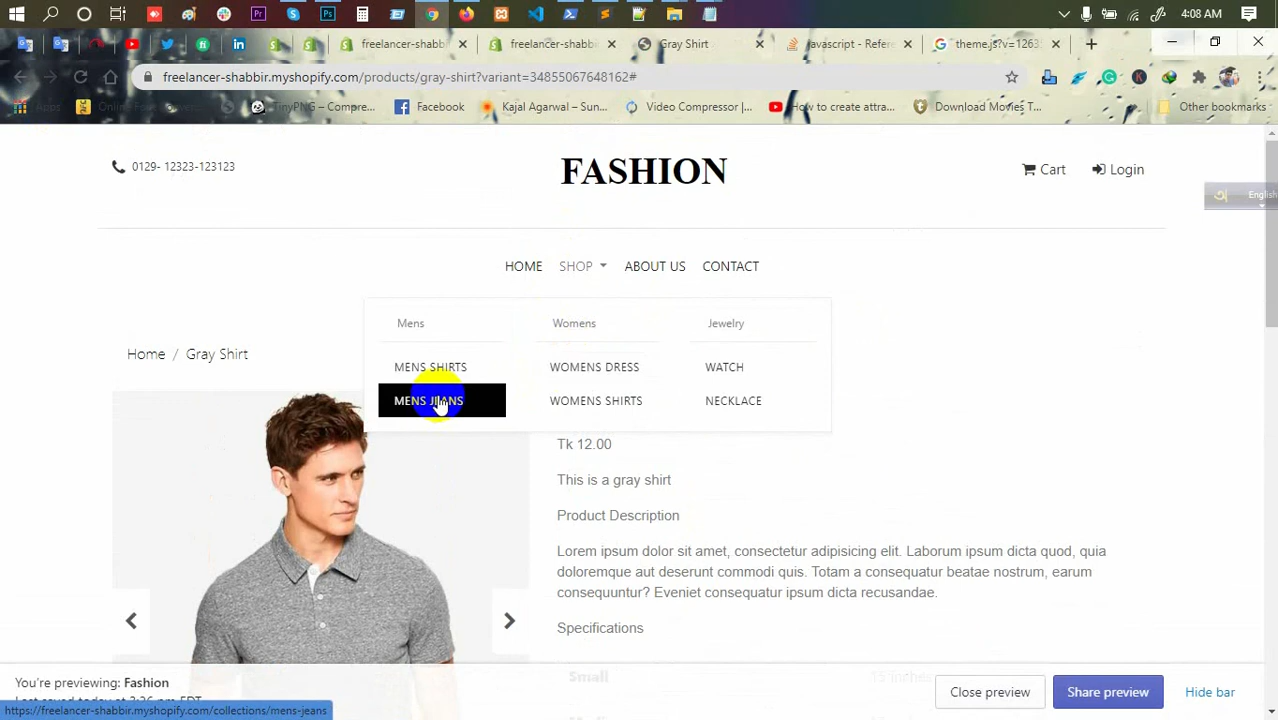 4:08 AM
freelancer-shabb
freelancer-shabbi
Gray Shirt
javascript - Refere
theme.js?v=1263
freelancer-shabbir.myshopify.com/products/gray-shirt?variant=34855067648162#
Apps
TinyPNG – Compre...
Facebook
Kajal Agarwal – Sun...
Video Compressor |...
How to create attra...
Download Movies T...
Other bookmarks
0129- 12323-123123
FASHION
Cart
Login
English
HOME SHOP ABOUT US CONTACT
Mens Womens Jewelry
MENS SHIRTS WOMENS DRESS WATCH
MENS JEANS WOMENS SHIRTS NECKLACE
Home / Gray Shirt
Tk 12.00
This is a gray shirt
Product Description
Lorem ipsum dolor sit amet, consectetur adipisicing elit. Laborum ipsum dicta quod, quia
doloremque aut deserunt commodi quis. Totam a consequatur beatae nostrum, earum
consequuntur? Eveniet consequatur ipsum dicta recusandae.
Specifications
Small 15 inches
You're previewing: Fashion
Close preview
Share preview
Hide bar
https://freelancer-shabbir.myshopify.com/collections/mens-jeans